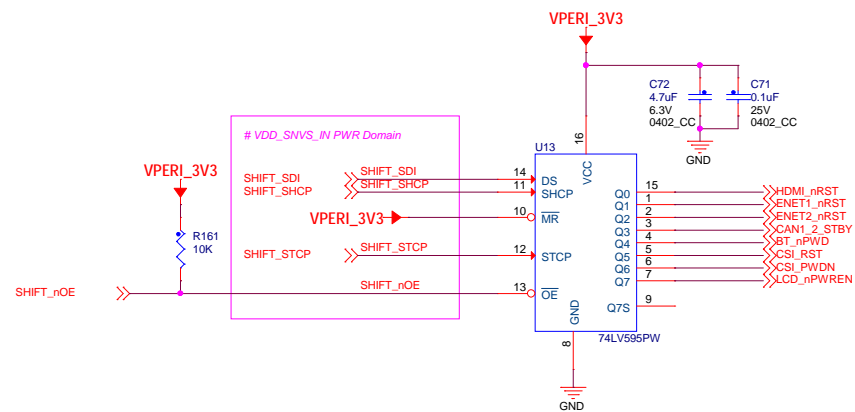 VPERI_3V3
C72
4.7uF
6.3V
0402_CC
C71
0.1uF
25V
0402_CC
GND
# VDD_SNVS_IN PWR Domain
U13
16
VCC
VPERI_3V3
R161
10K
SHIFT_SDI
SHIFT_SDI
14
DS
SHIFT_SHCP
SHIFT_SHCP
11
SHCP
VPERI_3V3
10
MR
SHIFT_STCP
SHIFT_STCP
12
STCP
SHIFT_nOE
SHIFT_nOE
13
OE
Q0
15
HDMI_nRST
Q1
1
ENET1_nRST
Q2
2
ENET2_nRST
Q3
3
CAN1_2_STBY
Q4
4
BT_nPWD
Q5
5
CSI_RST
Q6
6
CSI_PWDN
Q7
7
LCD_nPWREN
Q7S
9
GND
8
74LV595PW
GND